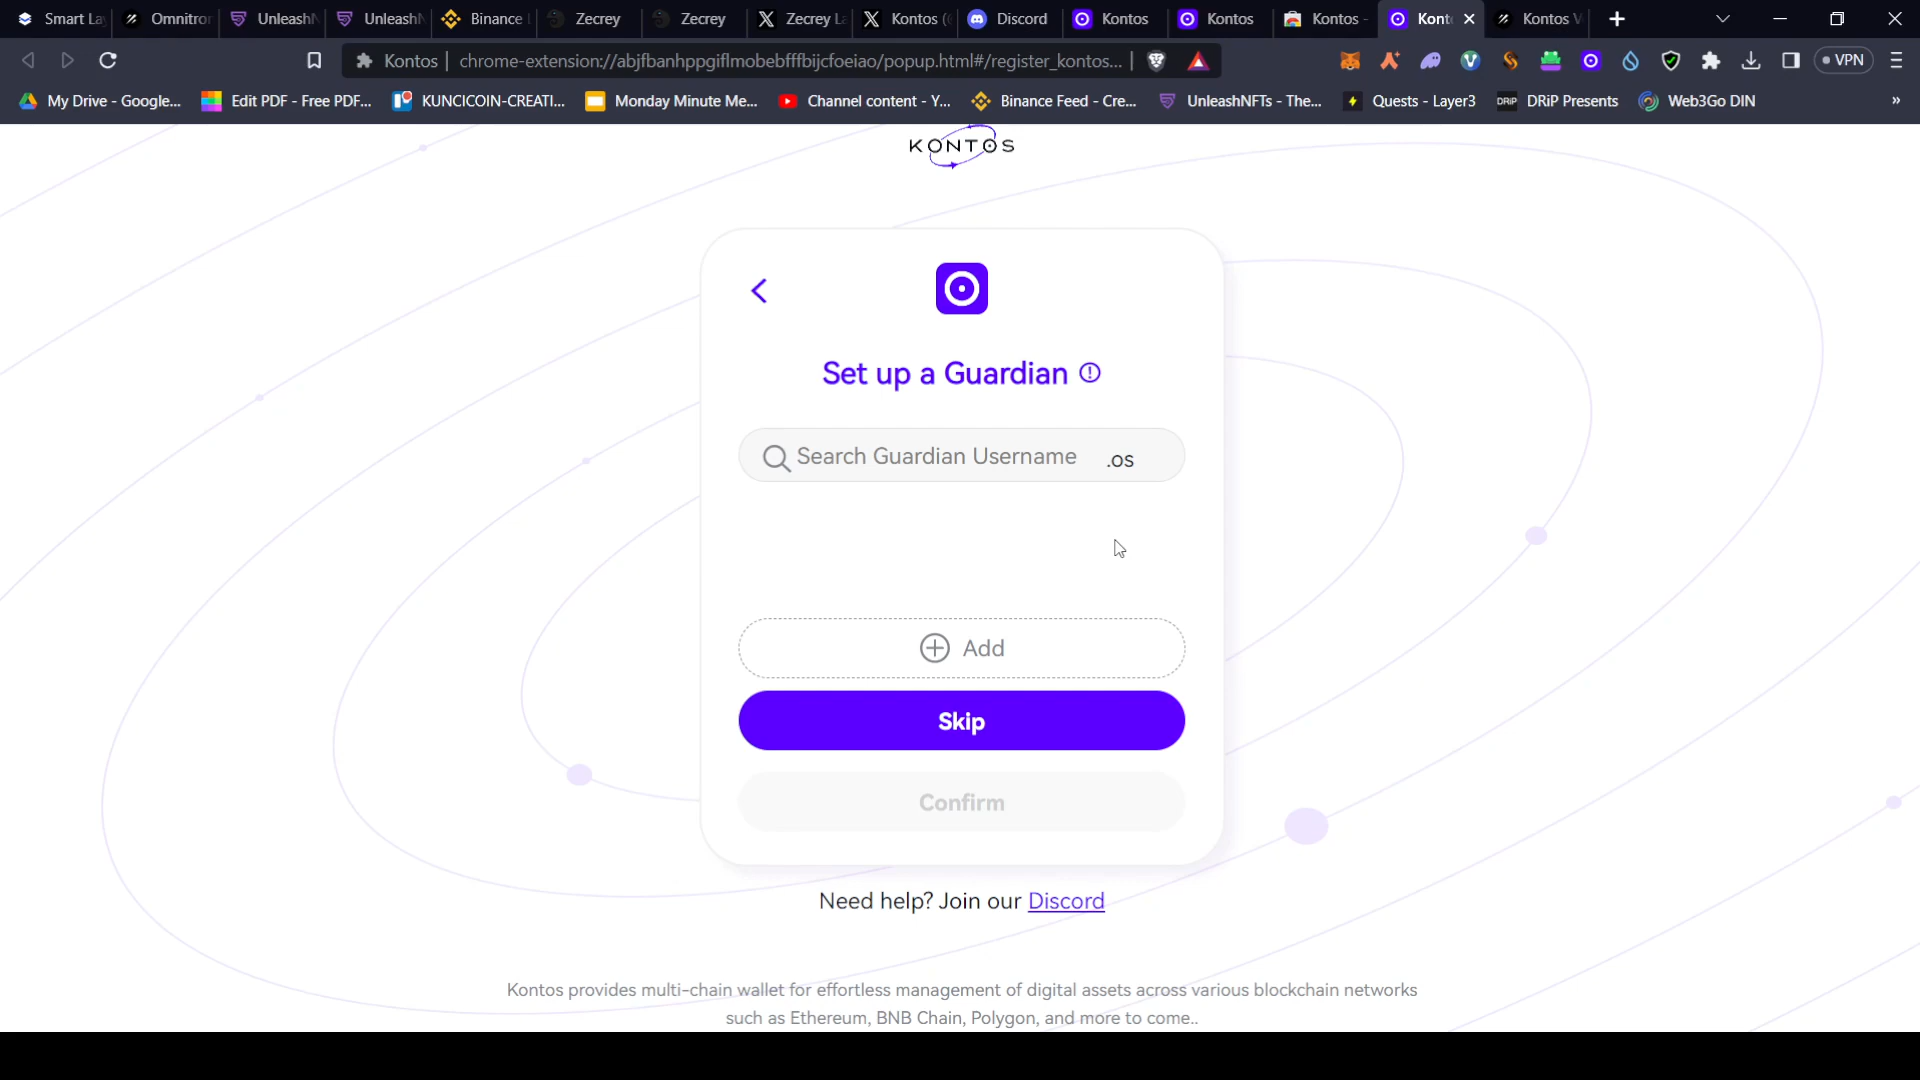 Smart La
Omnitror
UnleashN
UnleashN
Binance
Zecrey
Zecrey
Zecrey La
Kontos (
Discord
Kontos
Kontos
Kontos -
Kont
Kontos V
Kontos
chrome-extension://abjfbanhppgiflmobebfffbijcfoeiao/popup.html#/register_kontos...
VPN
My Drive - Google...
Edit PDF - Free PDF...
KUNCICOIN-CREATI...
Monday Minute Me...
Channel content - Y...
Binance Feed - Cre...
UnleashNFTs - The...
Quests - Layer3
DRiP Presents
Web3Go DIN
»
KONTOS
Set up a Guardian
Search Guardian Username .os
Add
Skip
Confirm
Need help? Join our Discord
Kontos provides multi-chain wallet for effortless management of digital assets across various blockchain networks
such as Ethereum, BNB Chain, Polygon, and more to come..